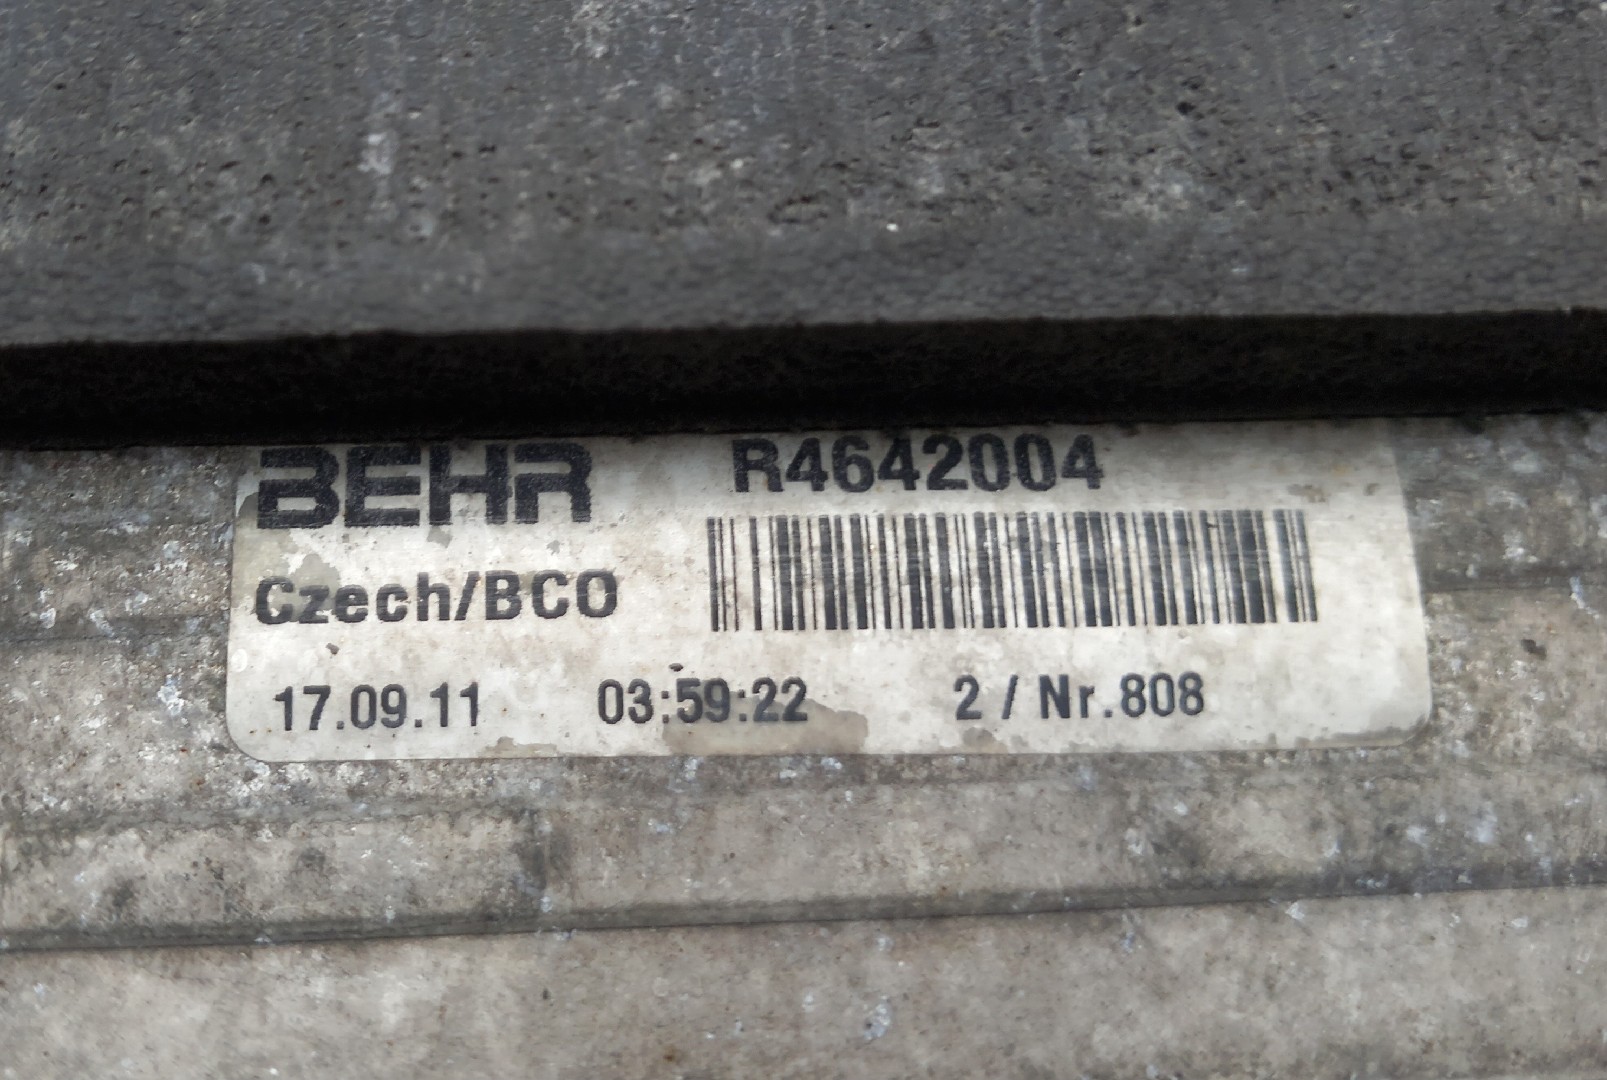 BEHR R4642004
Czech/BCO
17.09.11 03:59:22 2 / Nr.808